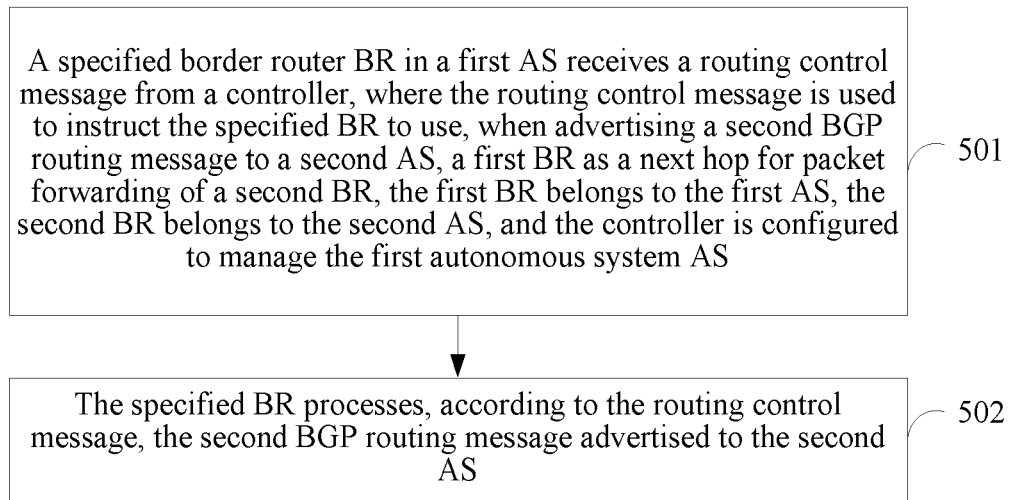 A specified border router BR in a first AS receives a routing control
message from a controller, where the routing control message is used
to instruct the specified BR to use, when advertising a second BGP
routing message to a second AS, a first BR as a next hop for packet
forwarding of a second BR, the first BR belongs to the first AS, the
second BR belongs to the second AS, and the controller is configured
to manage the first autonomous system AS
501
The specified BR processes, according to the routing control
message, the second BGP routing message advertised to the second
AS
502